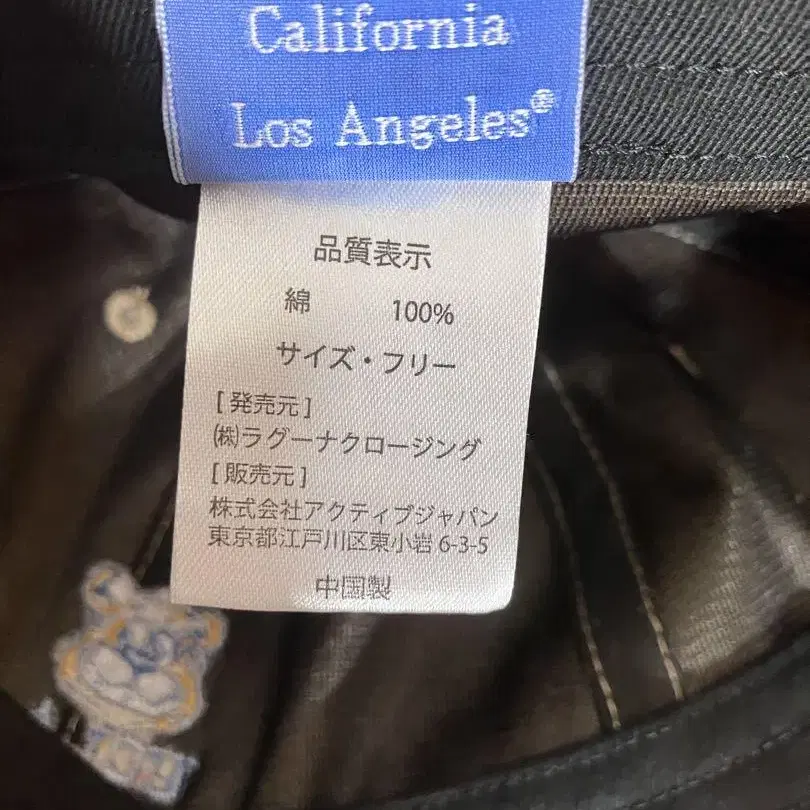 California
Los Angeles®
品質表示
綿 100%
サイズ・フリー
[ 発売元 ]
㈱ラグーナクロージング
[ 販売元 ]
株式会社アクティブジャパン
東京都江戸川区東小岩 6-3-5
中国製